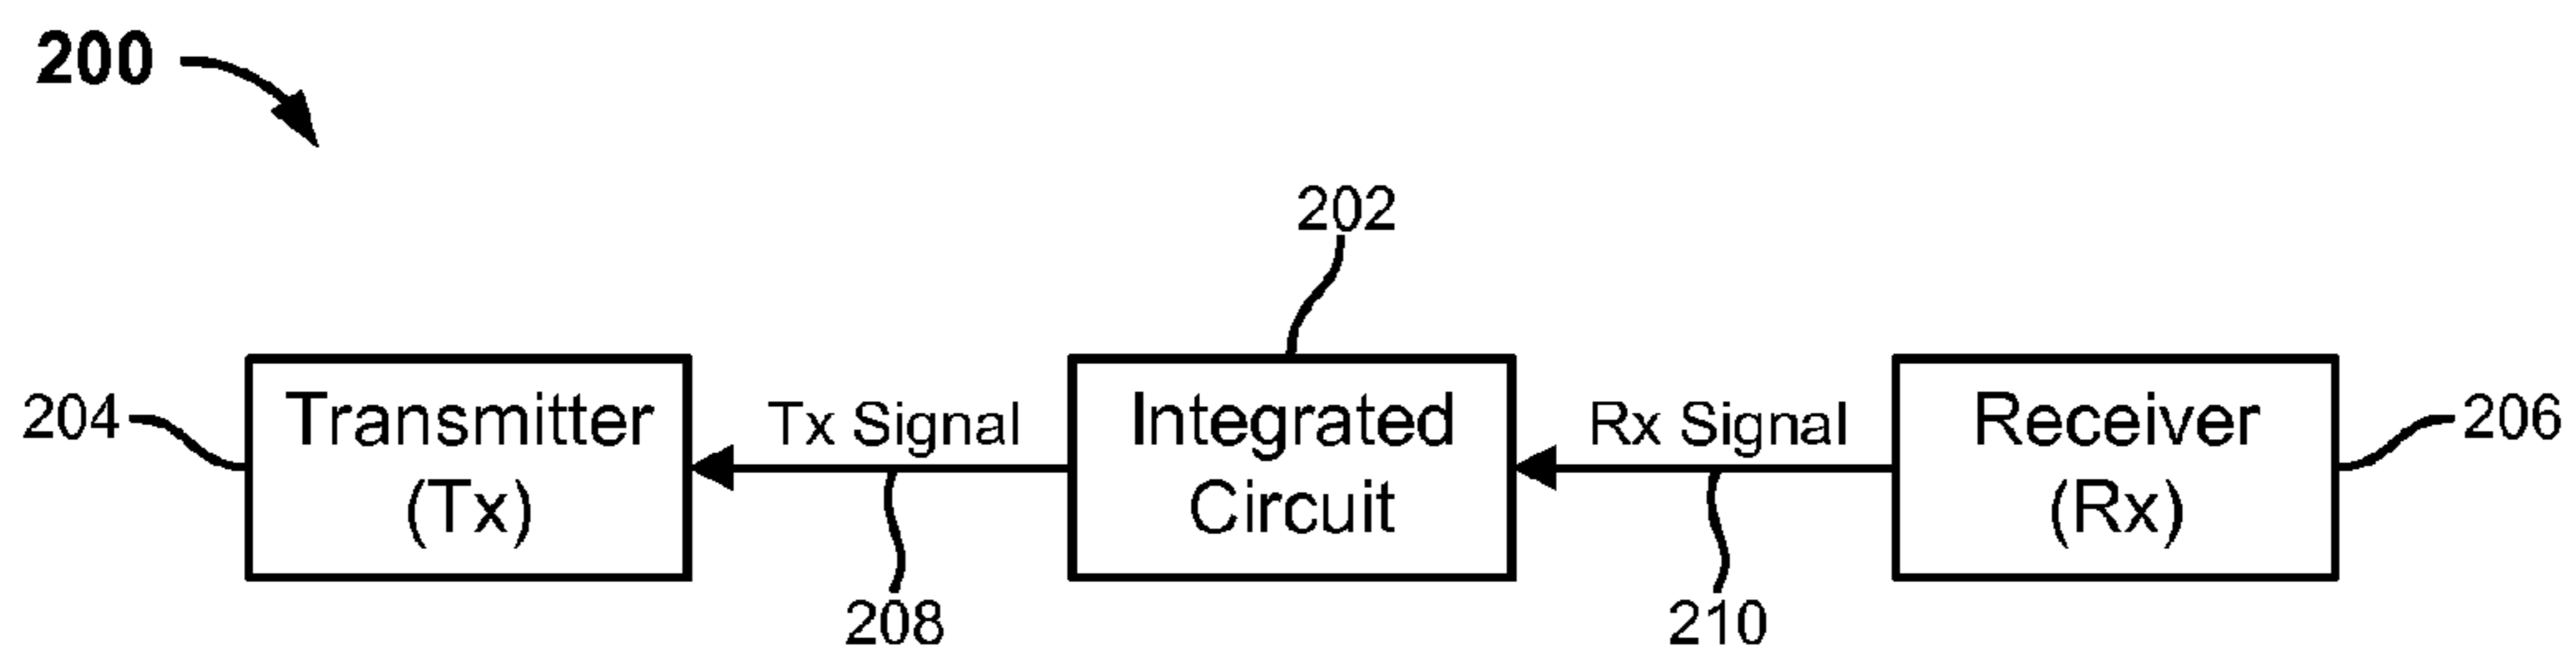 200
202
204
Transmitter
(Tx)
Tx Signal
208
Integrated
Circuit
Rx Signal
210
Receiver
(Rx)
206